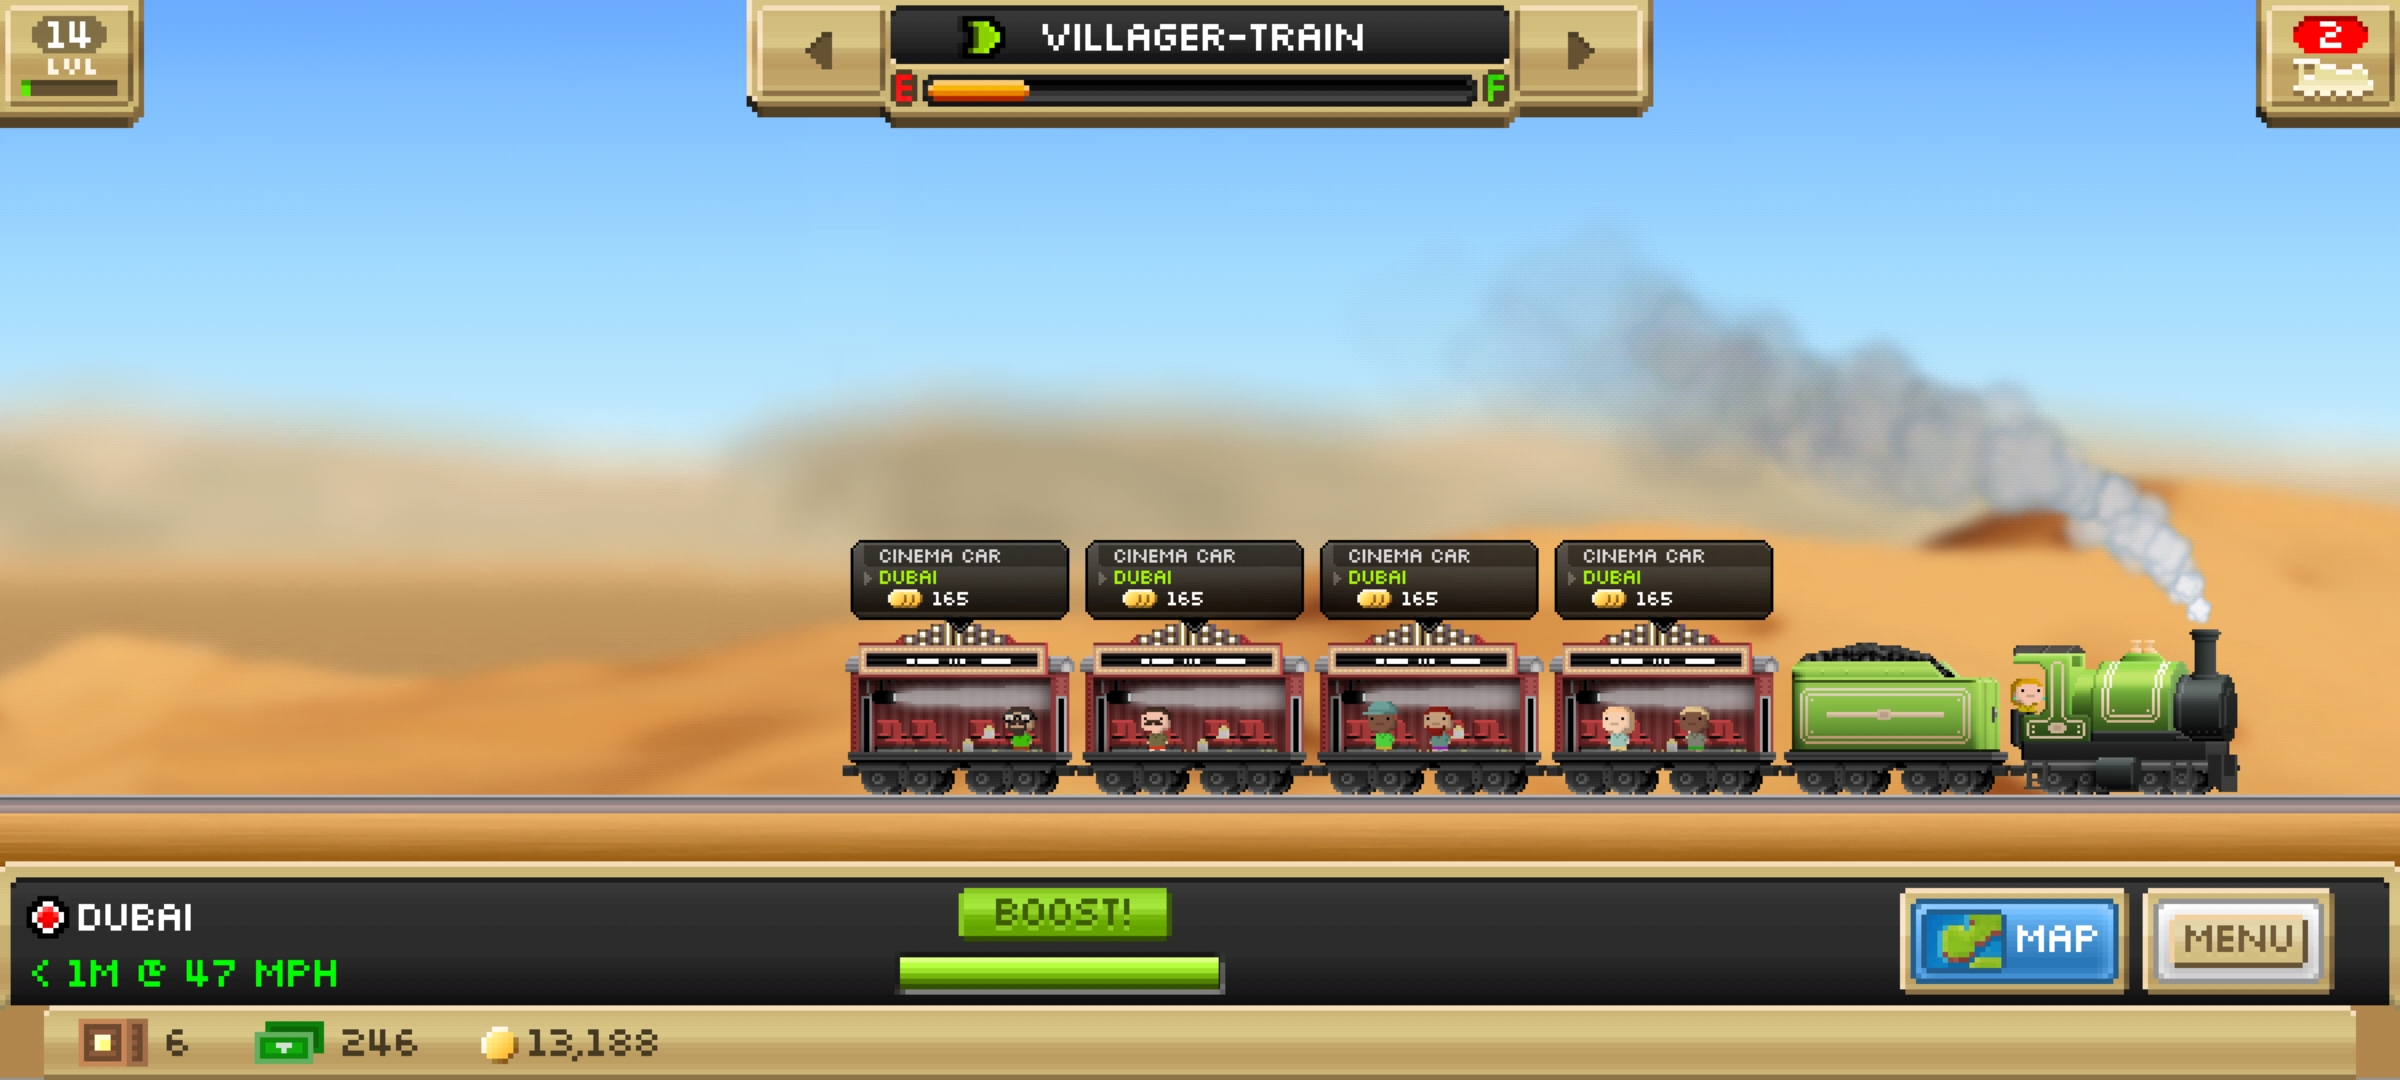 14
LVL
VILLAGER-TRAIN
E F
2
CINEMA CAR
DUBAI
165
CINEMA CAR
DUBAI
165
CINEMA CAR
DUBAI
165
CINEMA CAR
DUBAI
165
DUBAI
< 1M @ 47 MPH
BOOST!
MAP
MENU
6
246
13,188